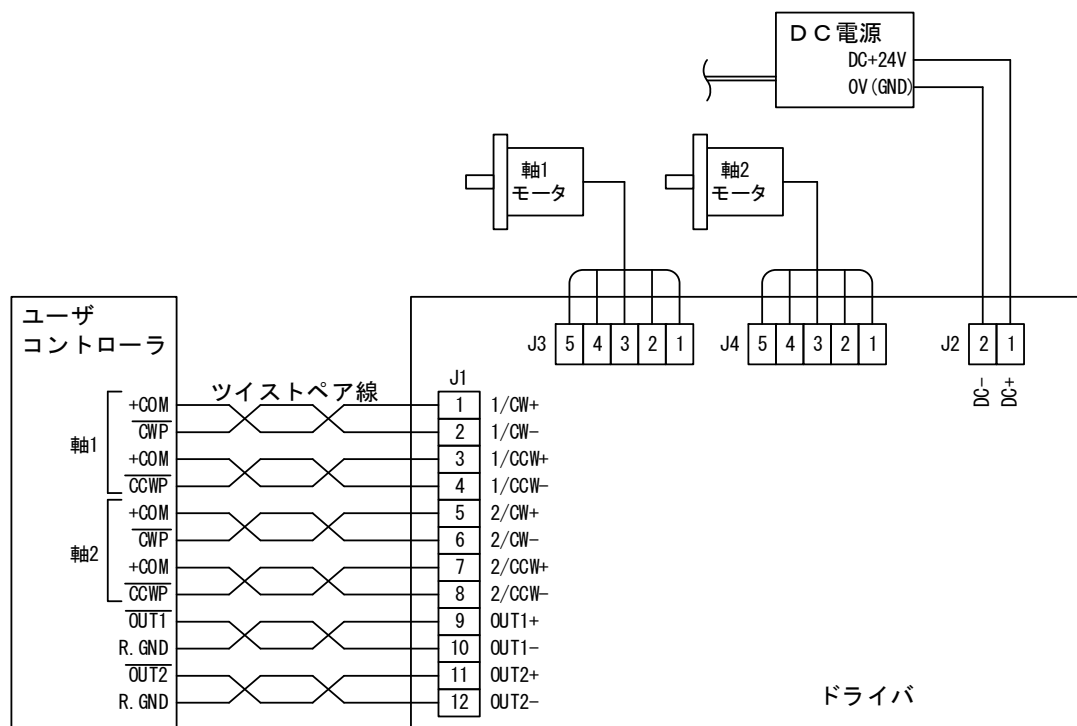 DC電源
DC+24V
0V(GND)
軸1
モータ
軸2
モータ
J3 5 4 3 2 1
J4 5 4 3 2 1
J2 2 1
DC- DC+
ユーザ
コントローラ
ツイストペア線
J1
軸1
+COM 1 1/CW+
CWP 2 1/CW-
+COM 3 1/CCW+
CCWP 4 1/CCW-
軸2
+COM 5 2/CW+
CWP 6 2/CW-
+COM 7 2/CCW+
CCWP 8 2/CCW-
OUT1 9 OUT1+
R.GND 10 OUT1-
OUT2 11 OUT2+
R.GND 12 OUT2-
ドライバ